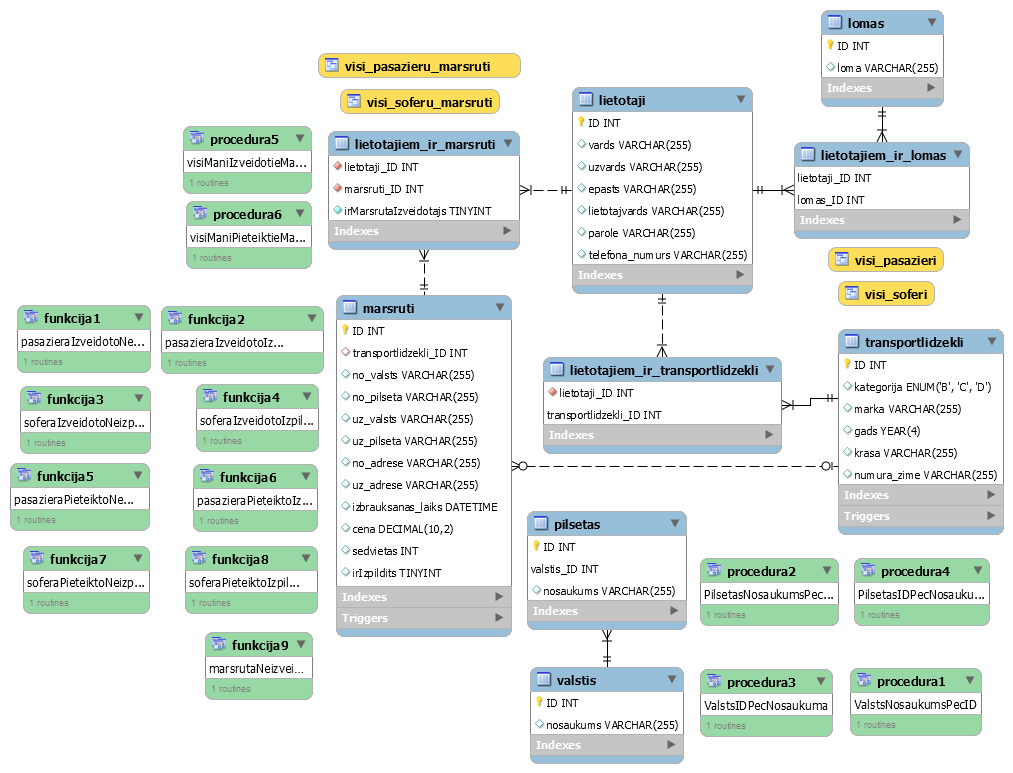 lomas
ID INT
loma VARCHAR(255)
Indexes
visi_pasazieru_marsruti
visi_soferu_marsruti
lietotaji
ID INT
vards VARCHAR(255)
uzvards VARCHAR(255)
epasts VARCHAR(255)
lietotajvards VARCHAR(255)
parole VARCHAR(255)
telefona_numurs VARCHAR(255)
Indexes
procedura5
visiManiIzveidotieMa...
1 routines
procedura6
visiManiPieteiktieMa...
1 routines
lietotajiem_ir_marsruti
lietotaji_ID INT
marsruti_ID INT
irMarsrutaIzveidotajs TINYINT
Indexes
lietotajiem_ir_lomas
lietotaji_ID INT
lomas_ID INT
Indexes
visi_pasazieri
visi_soferi
funkcija1
pasazieraIzveidotoNe...
1 routines
funkcija2
pasazieraIzveidotoIz...
1 routines
funkcija3
soferaIzveidotoNeizp...
1 routines
funkcija4
soferaIzveidotoIzpil...
1 routines
funkcija5
pasazieraPieteiktoNe...
1 routines
funkcija6
pasazieraPieteiktoIz...
1 routines
funkcija7
soferaPieteiktoNeizp...
1 routines
funkcija8
soferaPieteiktoIzpil...
1 routines
funkcija9
marsrutaNeizvei...
1 routines
marsruti
ID INT
transportlidzekli_ID INT
no_valsts VARCHAR(255)
no_pilseta VARCHAR(255)
uz_valsts VARCHAR(255)
uz_pilseta VARCHAR(255)
no_adrese VARCHAR(255)
uz_adrese VARCHAR(255)
izbrauksanas_laiks DATETIME
cena DECIMAL(10,2)
sedvietas INT
irIzpildits TINYINT
Indexes
Triggers
lietotajiem_ir_transportlidzekli
lietotaji_ID INT
transportlidzekli_ID INT
Indexes
transportlidzekli
ID INT
kategorija ENUM('B', 'C', 'D')
marka VARCHAR(255)
gads YEAR(4)
krasa VARCHAR(255)
numura_zime VARCHAR(255)
Indexes
Triggers
pilsetas
ID INT
valstis_ID INT
nosaukums VARCHAR(255)
Indexes
procedura2
PilsetasNosaukumsPec...
1 routines
procedura4
PilsetasIDPecNosauku...
1 routines
valstis
ID INT
nosaukums VARCHAR(255)
Indexes
procedura3
ValstsIDPecNosaukuma
1 routines
procedura1
ValstsNosaukumsPecID
1 routines